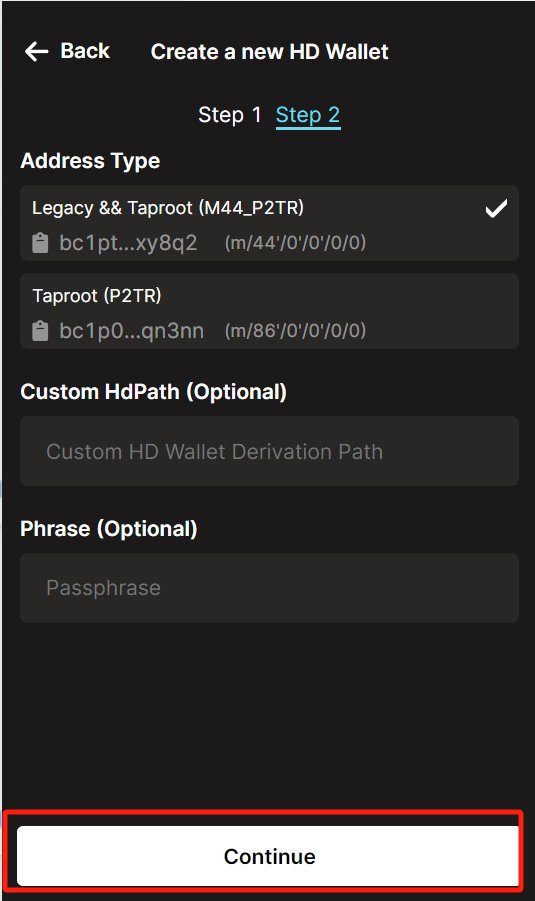 Back Create a new HD Wallet
Step 1 Step 2
Address Type
Legacy && Taproot (M44_P2TR)
bc1pt...xy8q2 (m/44'/0'/0'/0/0)
Taproot (P2TR)
bc1p0...qn3nn (m/86'/0'/0'/0/0)
Custom HdPath (Optional)
Custom HD Wallet Derivation Path
Phrase (Optional)
Passphrase
Continue